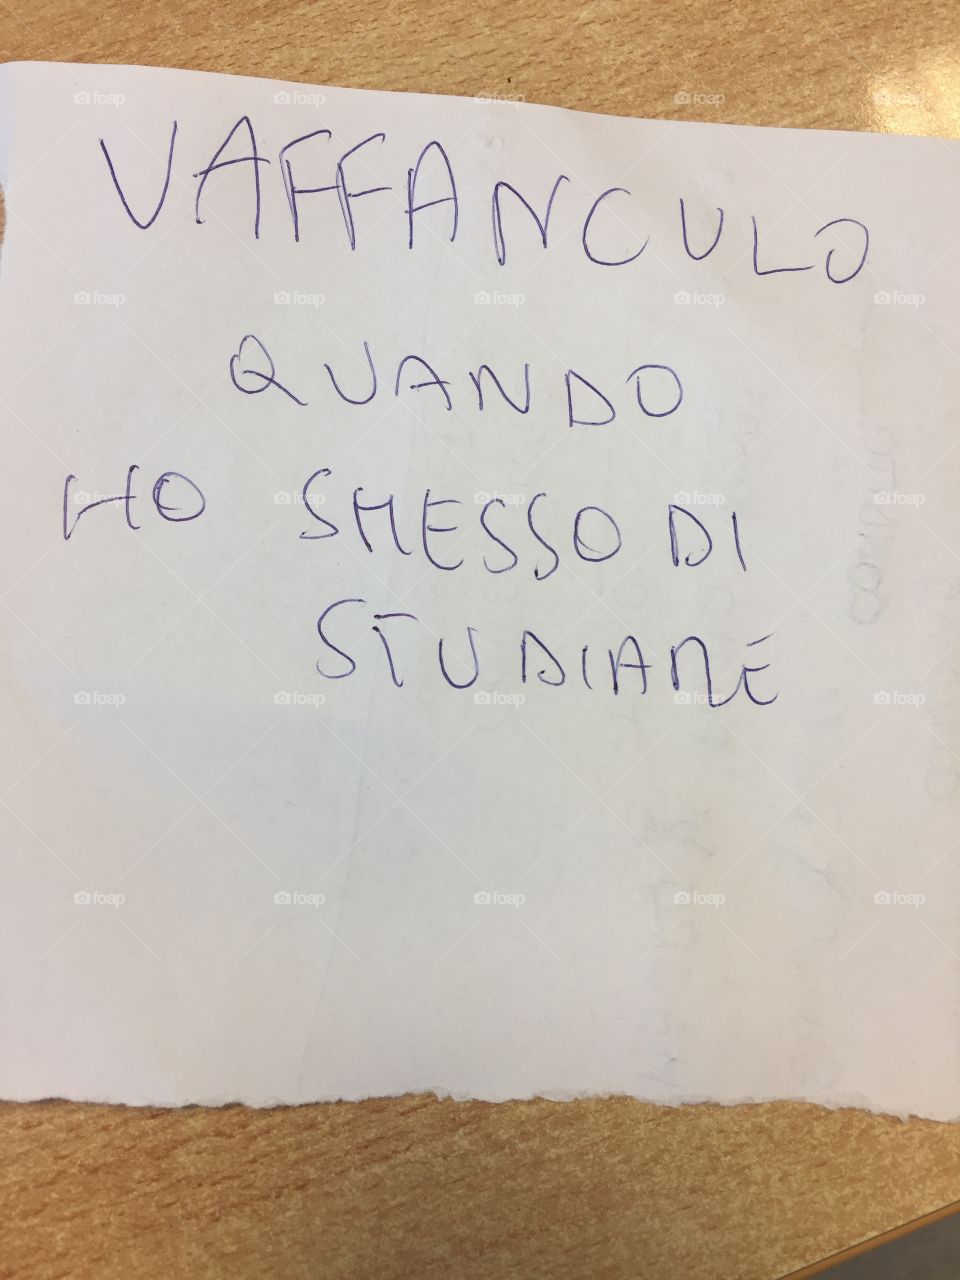 VAFFANCULO
QUANDO
HO SMESSO DI
STUDIARE